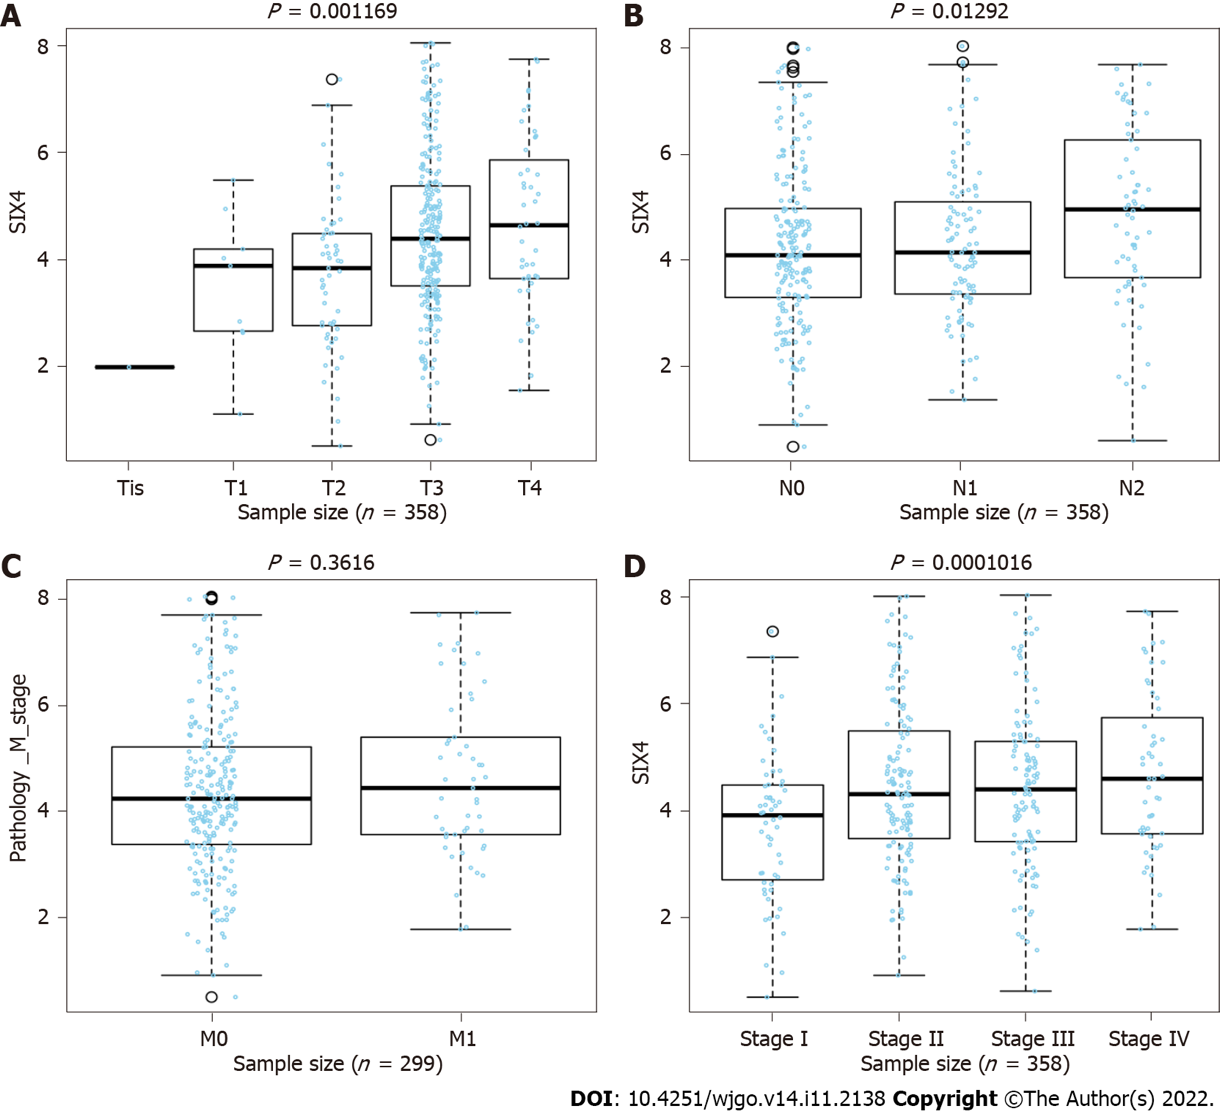 A
P = 0.001169
8
6
4
2
SIX4
Tis T1 T2 T3 T4
Sample size (n = 358)
B
P = 0.01292
8
6
4
2
SIX4
N0 N1 N2
Sample size (n = 358)
C
P = 0.3616
8
6
4
2
Pathology _M_stage
M0 M1
Sample size (n = 299)
D
P = 0.0001016
8
6
4
2
SIX4
Stage I Stage II Stage III Stage IV
Sample size (n = 358)
DOI: 10.4251/wjgo.v14.i11.2138 Copyright ©The Author(s) 2022.